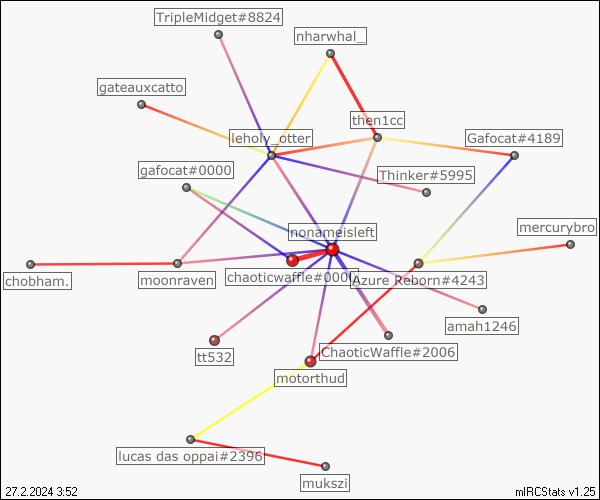 TripleMidget#8824
nharwhal_
gateauxcatto
then1cc
leholy_otter
Gafocat#4189
gafocat#0000
Thinker#5995
nonameisleft
mercurybro
chobham.
moonraven
chaoticwaffle#0000
Azure Reborn#4243
amah1246
tt532
ChaoticWaffle#2006
motorthud
lucas das oppai#2396
mukszi
27.2.2024 3:52
mIRCStats v1.25